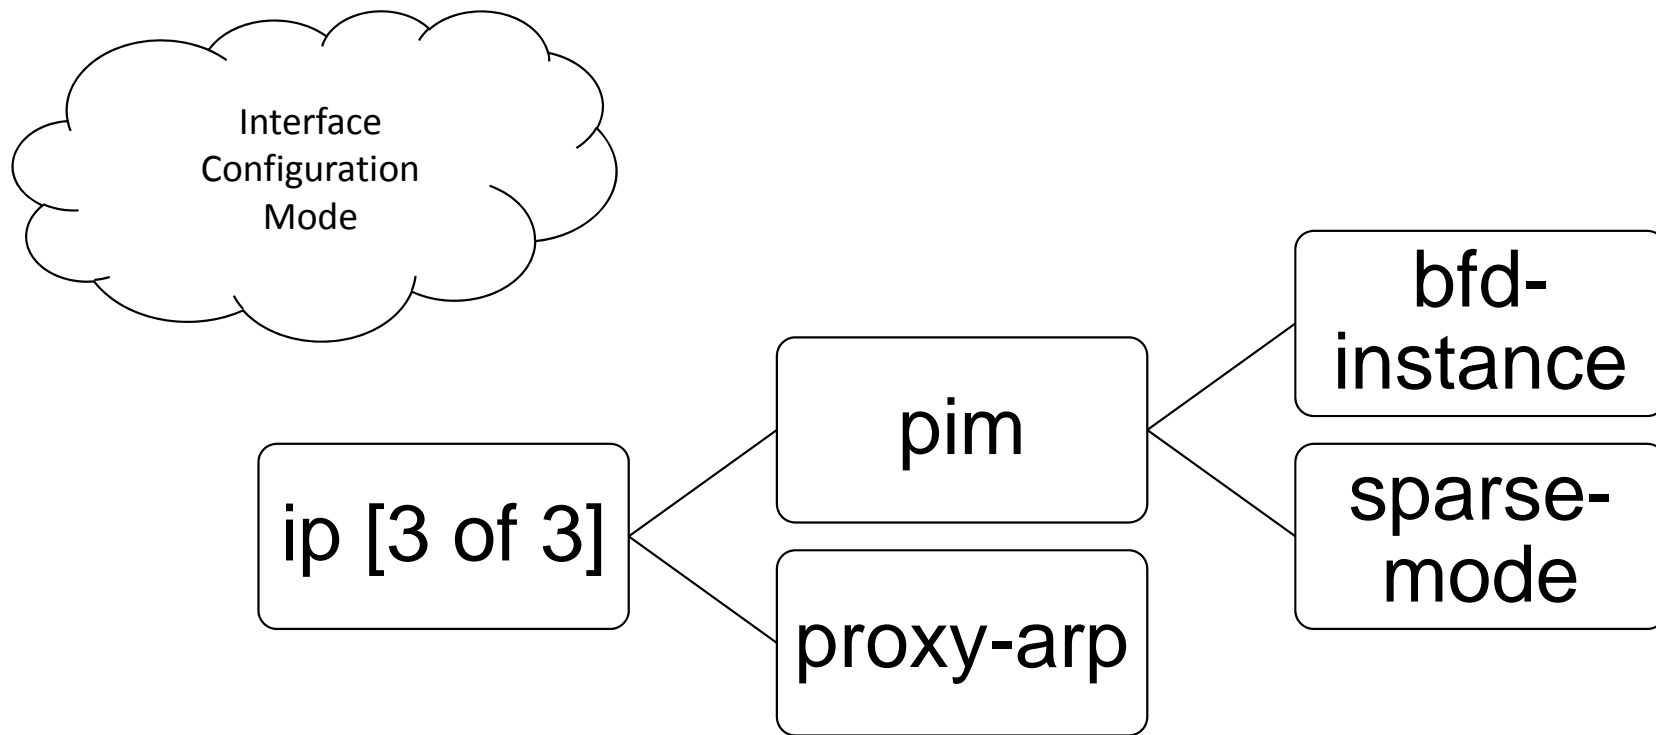 Interface
Configuration
Mode
ip [3 of 3]
pim
bfd-
instance
sparse-
mode
proxy-arp